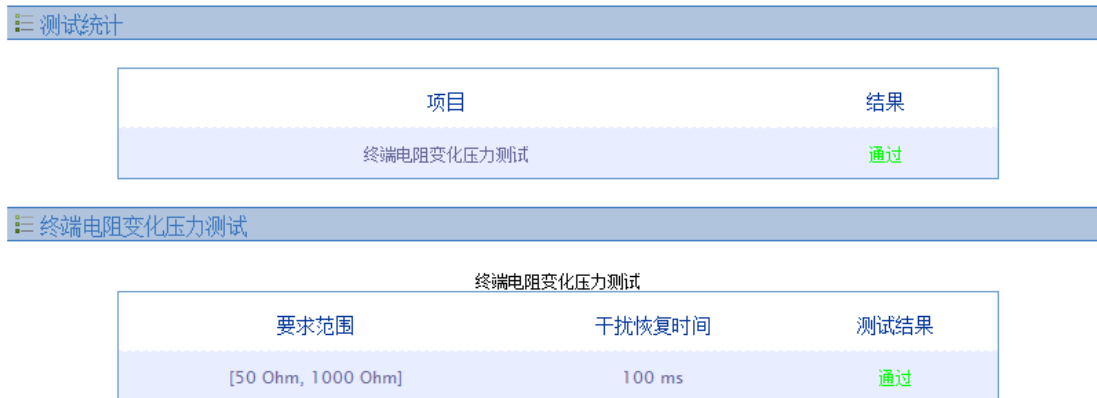 测试统计
项目 结果
终端电阻变化压力测试 通过
终端电阻变化压力测试
终端电阻变化压力测试
要求范围 干扰恢复时间 测试结果
[50 Ohm, 1000 Ohm] 100 ms 通过